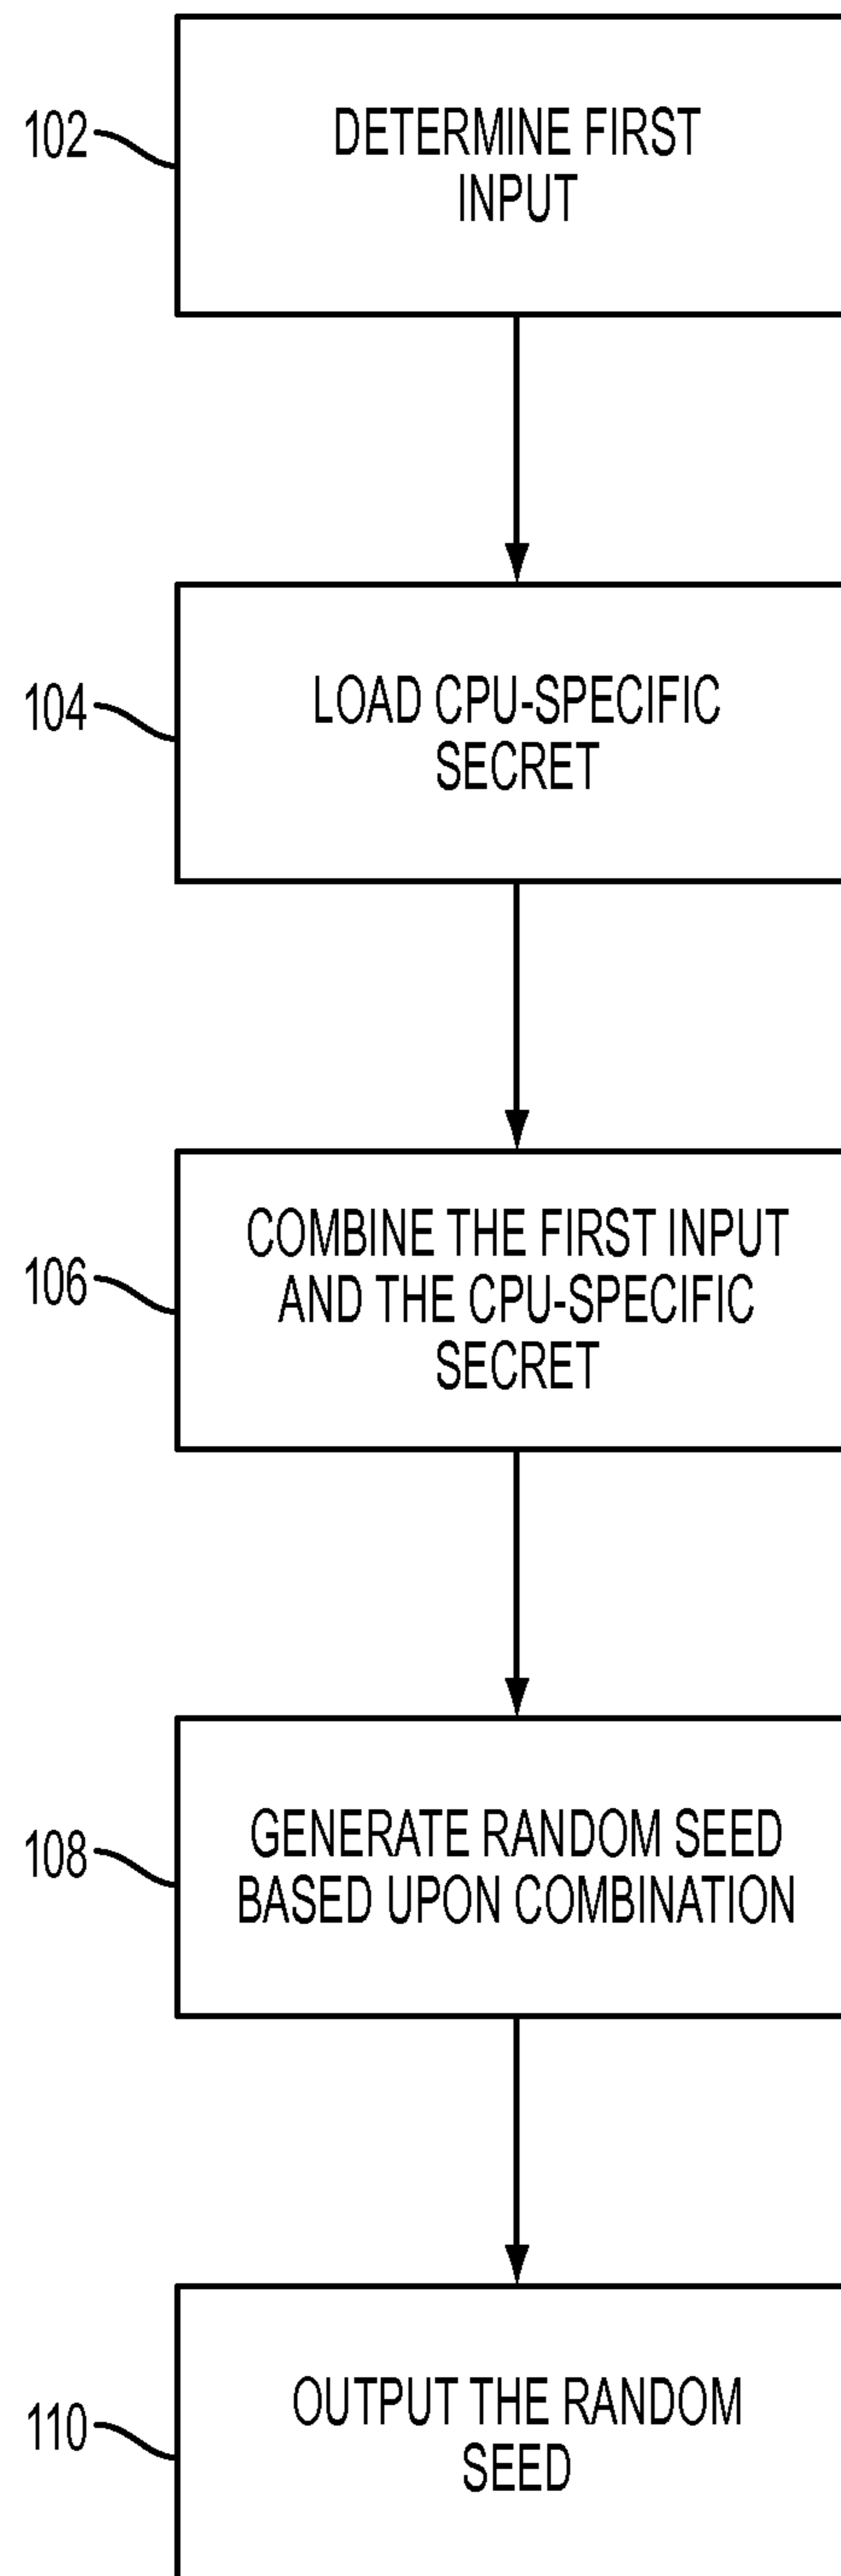 102
DETERMINE FIRST
INPUT
104
LOAD CPU-SPECIFIC
SECRET
106
COMBINE THE FIRST INPUT
AND THE CPU-SPECIFIC
SECRET
108
GENERATE RANDOM SEED
BASED UPON COMBINATION
110
OUTPUT THE RANDOM
SEED